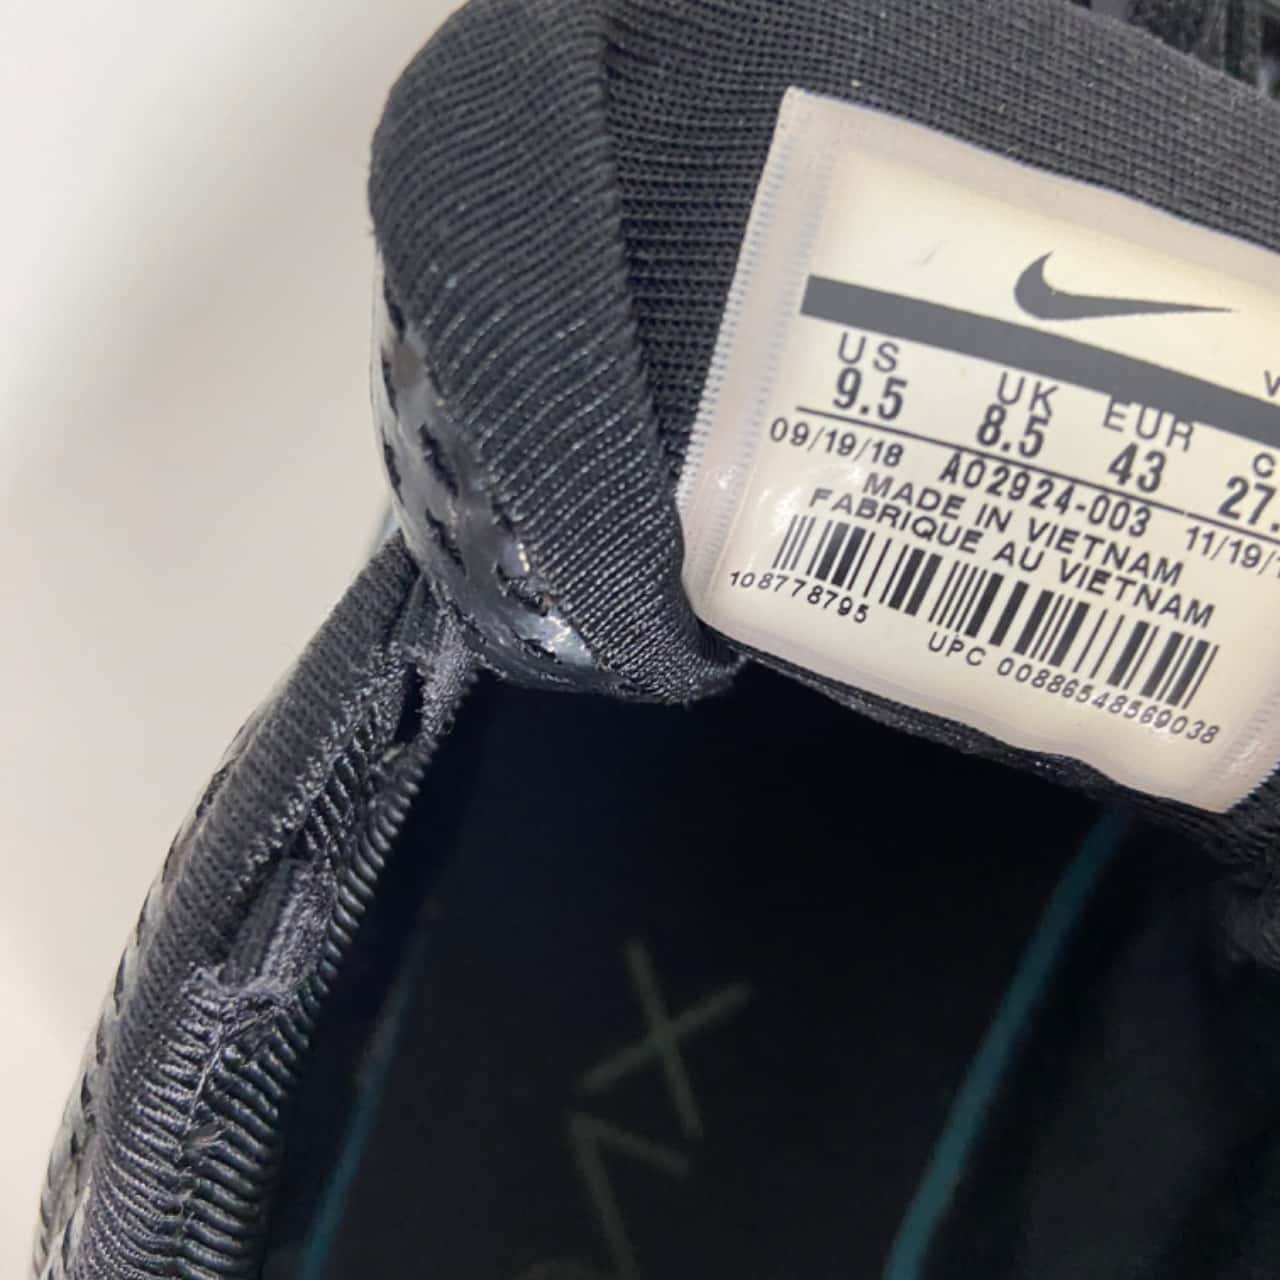 US UK EUR
9.5 8.5 43 27.
09/19/18 AO2924-003 11/19/
MADE IN VIETNAM
FABRIQUE AU VIETNAM
108778795
UPC 00886548569038